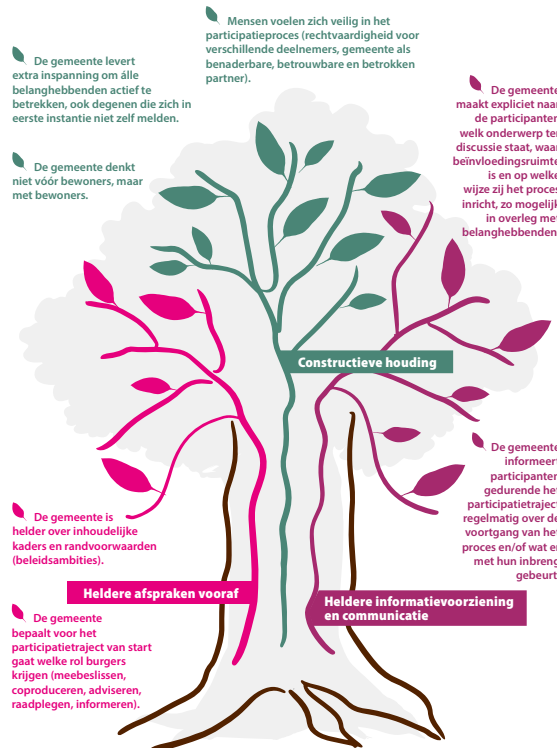 Mensen voelen zich veilig in het
participatieproces (rechtvaardigheid voor
verschillende deelnemers, gemeente als
benaderbare, betrouwbare en betrokken
partner).
De gemeente levert
extra inspanning om álle
belanghebbenden actief te
betrekken, ook degenen die zich in
eerste instantie niet zelf melden.
De gemeente denkt
niet vóór bewoners, maar
met bewoners.
De gemeente
maakt expliciet naar
de participanten
welk onderwerp ter
discussie staat, waar
beïnvloedingsruimte
is en op welke
wijze zij het proces
inricht, zo mogelijk
in overleg met
belanghebbenden
Constructieve houding
De gemeente
informeert
participanten
gedurende het
participatietraject
regelmatig over de
voortgang van het
proces en/of wat er
met hun inbreng
gebeurt
De gemeente is
helder over inhoudelijke
kaders en randvoorwaarden
(beleidsambities).
Heldere afspraken vooraf
Heldere informatievoorziening
en communicatie
De gemeente
bepaalt voor het
participatietraject van start
gaat welke rol burgers
krijgen (meebeslissen,
coproduceren, adviseren,
raadplegen, informeren).